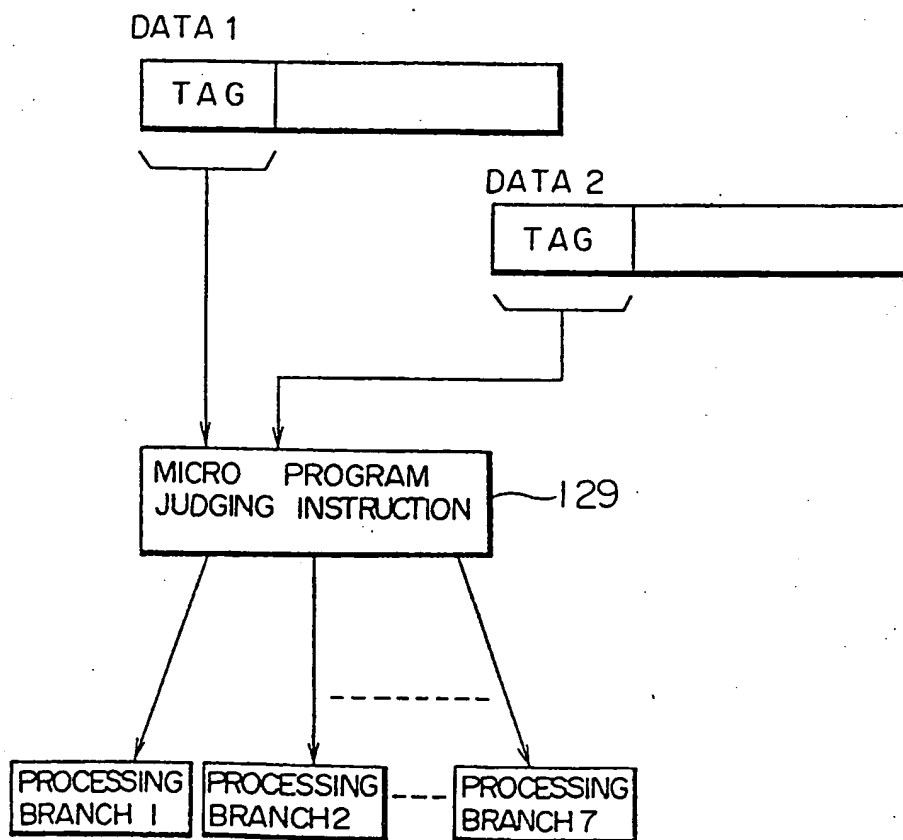 DATA 1
TAG
DATA 2
TAG
MICRO PROGRAM
JUDGING INSTRUCTION
129
PROCESSING
BRANCH 1
PROCESSING
BRANCH2
PROCESSING
BRANCH 7